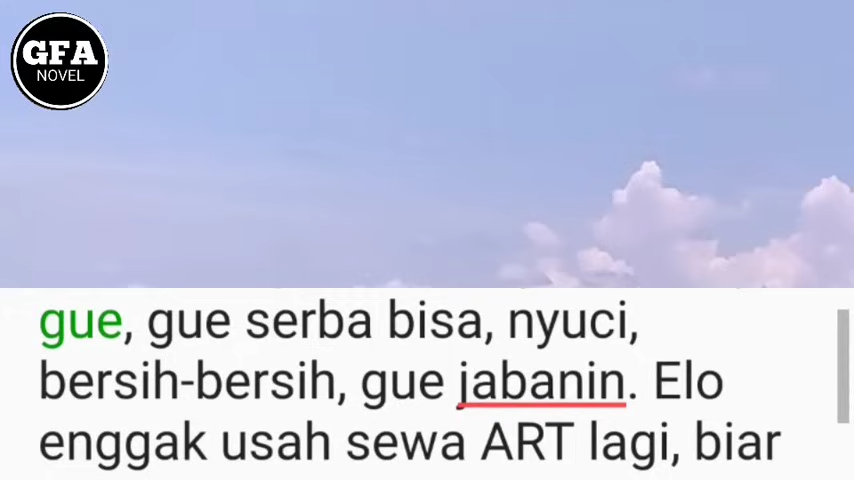 GFA
NOVEL
gue, gue serba bisa, nyuci,
bersih-bersih, gue jabanin. Elo
enggak usah sewa ART lagi, biar